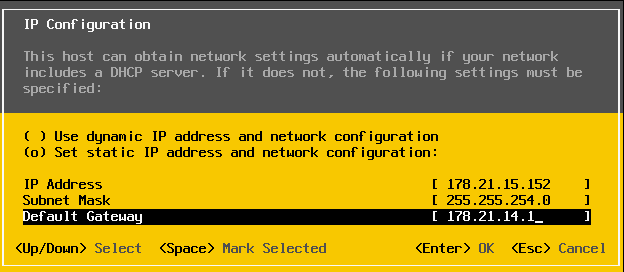 IP Configuration
This host can obtain network settings automatically if your network
includes a DHCP server. If it does not, the following settings must be
specified:
( ) Use dynamic IP address and network configuration
(o) Set static IP address and network configuration:
IP Address [ 178.21.15.152 ]
Subnet Mask [ 255.255.254.0 ]
Default Gateway [ 178.21.14.1_ ]
<Up/Down> Select <Space> Mark Selected <Enter> OK <Esc> Cancel